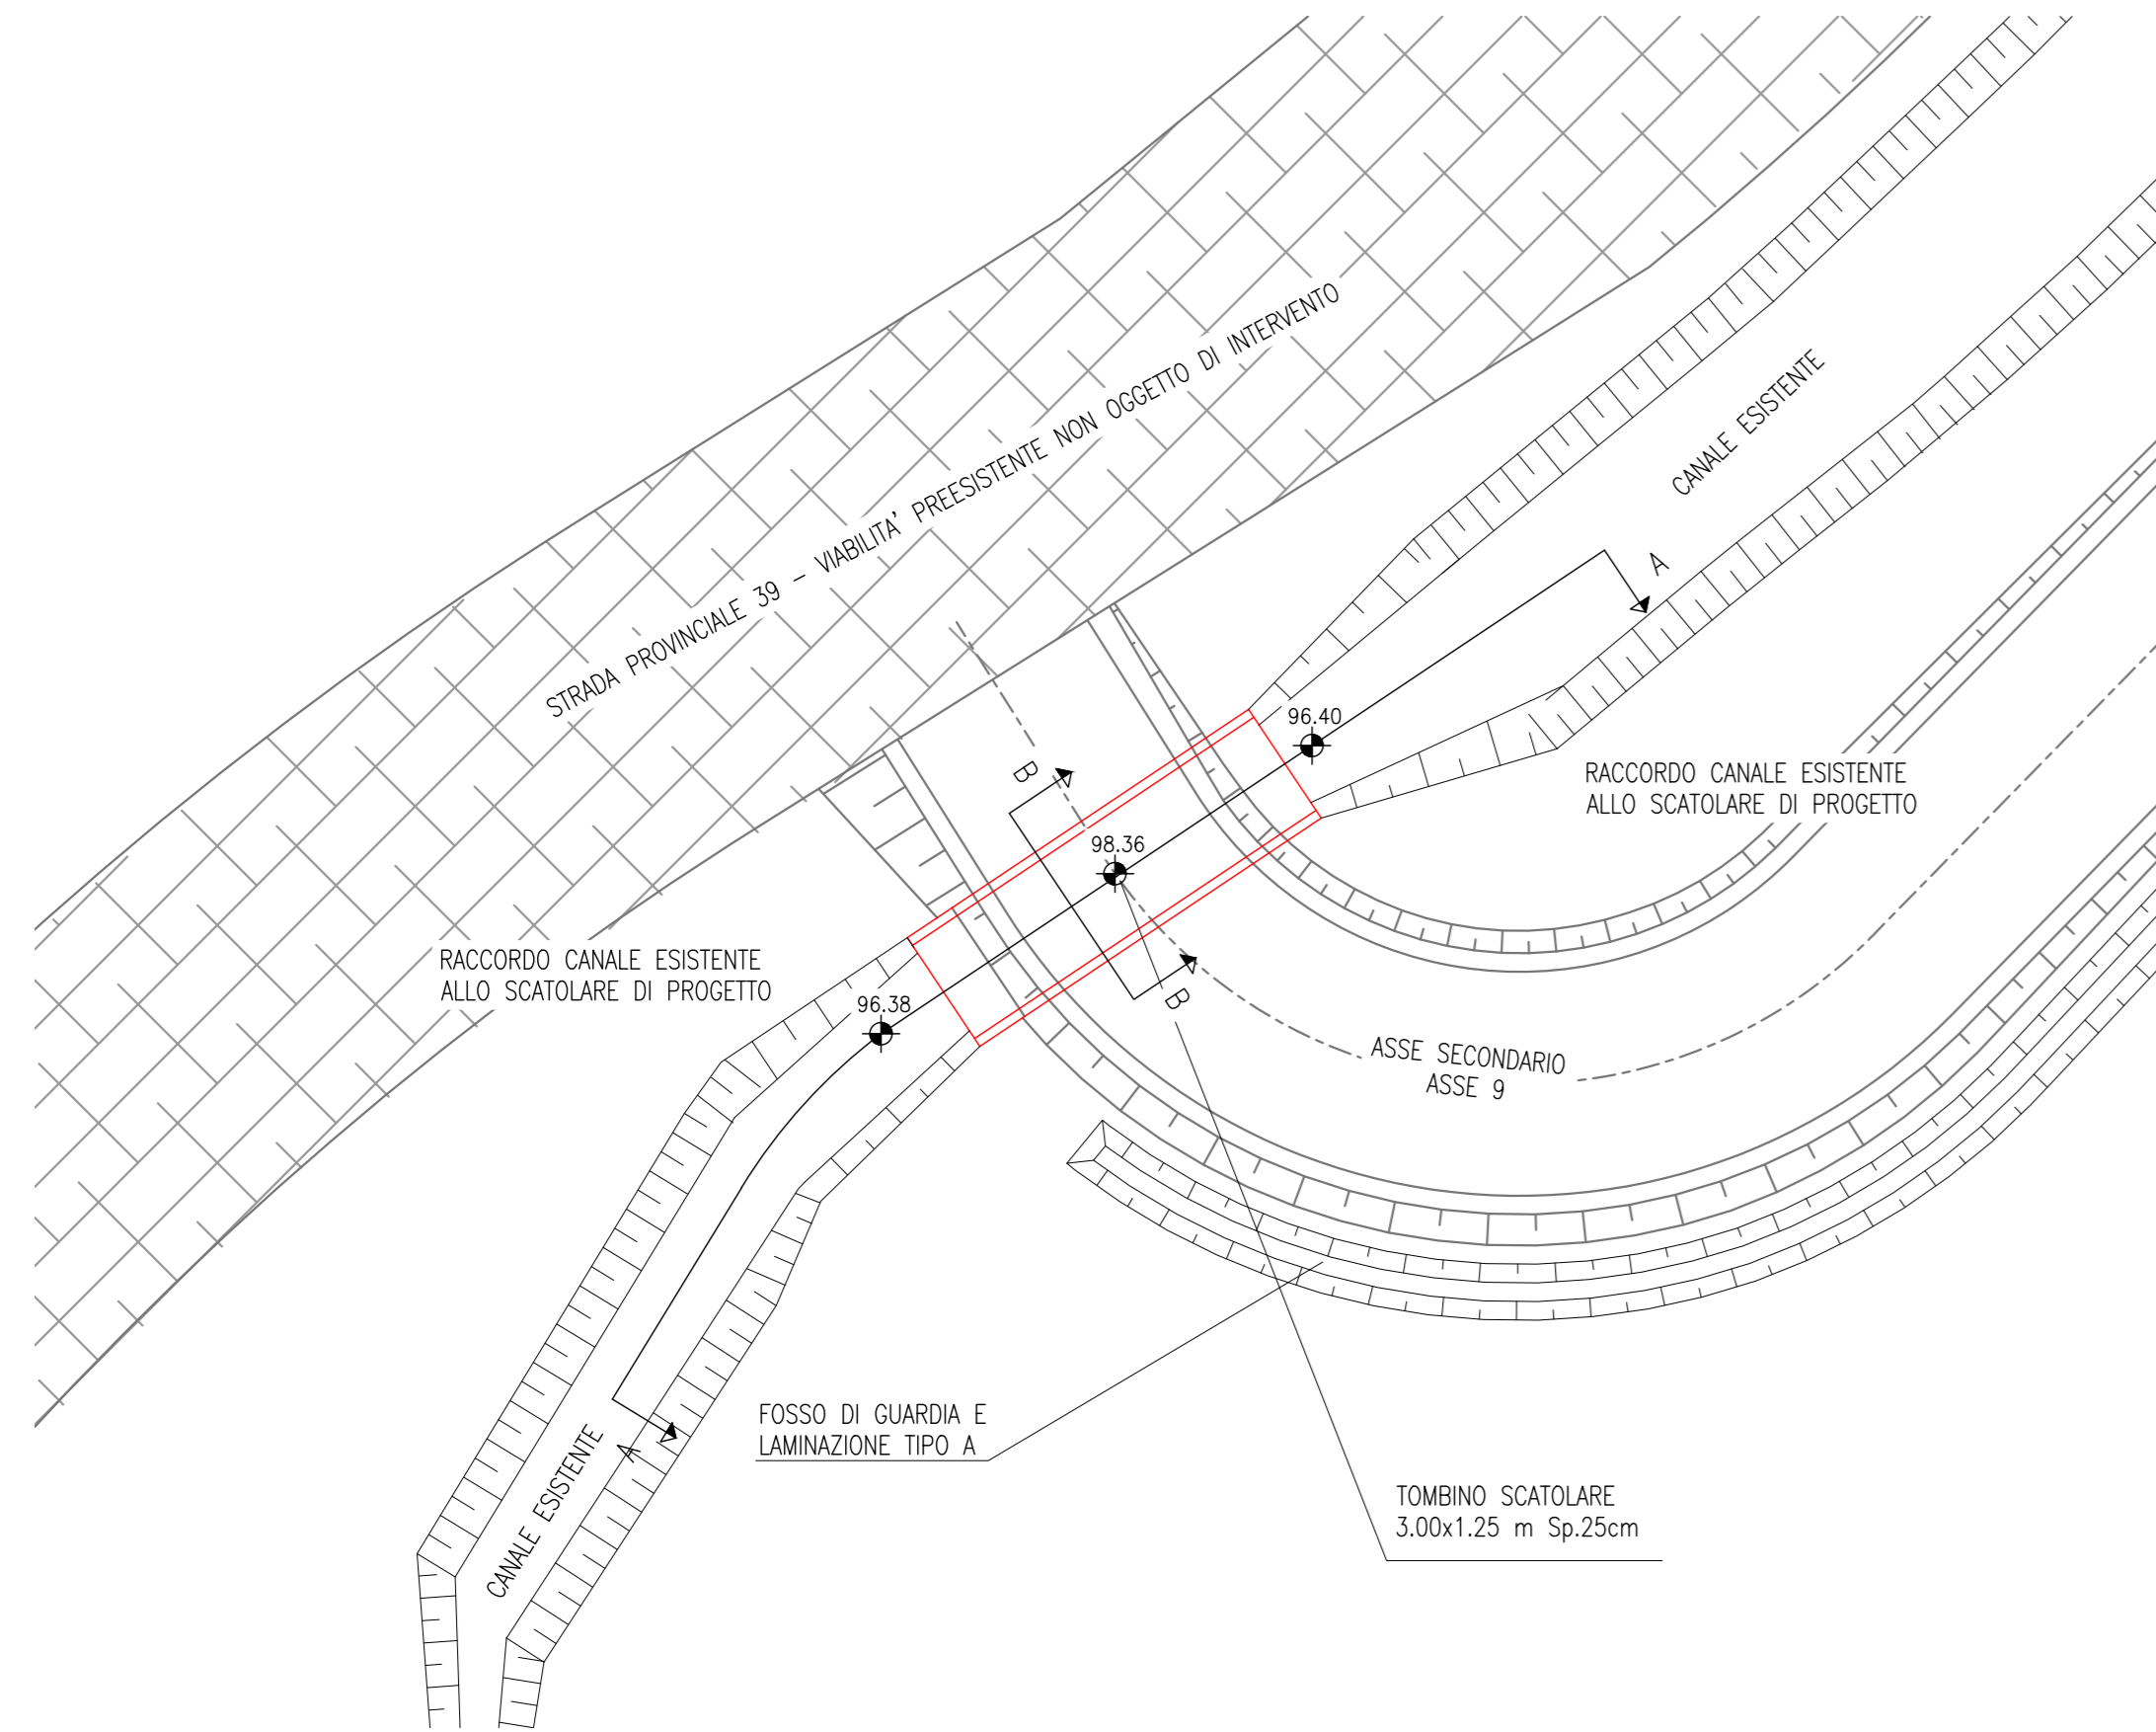 STRADA PROVINCIALE 39 – VIABILITA' PREESISTENTE NON OGGETTO DI INTERVENTO
CANALE ESISTENTE
A
96.40
RACCORDO CANALE ESISTENTE
ALLO SCATOLARE DI PROGETTO
B
98.36
RACCORDO CANALE ESISTENTE
ALLO SCATOLARE DI PROGETTO
96.38
B
ASSE SECONDARIO
ASSE 9
FOSSO DI GUARDIA E
LAMINAZIONE TIPO A
A
CANALE ESISTENTE
TOMBINO SCATOLARE
3.00x1.25 m Sp.25cm